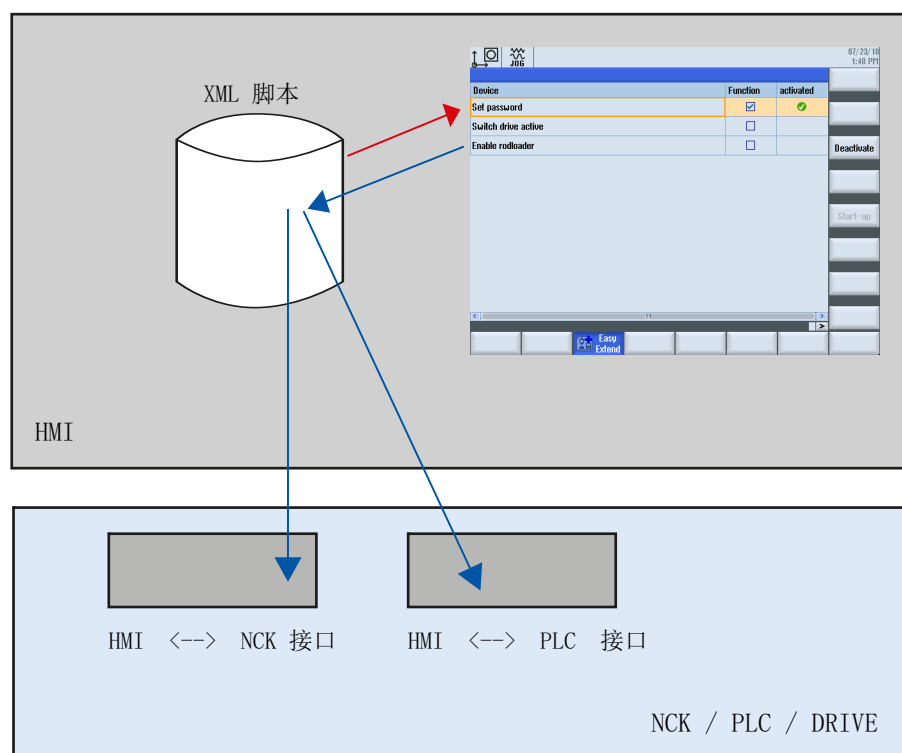 XML 脚本
JOG
07/23/10
1:40 PM
Device Function activated
Set password
Switch drive active
Enable rodloader
Deactivate
Start-up
Easy
Extend
HMI
HMI <--> NCK 接口
HMI <--> PLC 接口
NCK / PLC / DRIVE